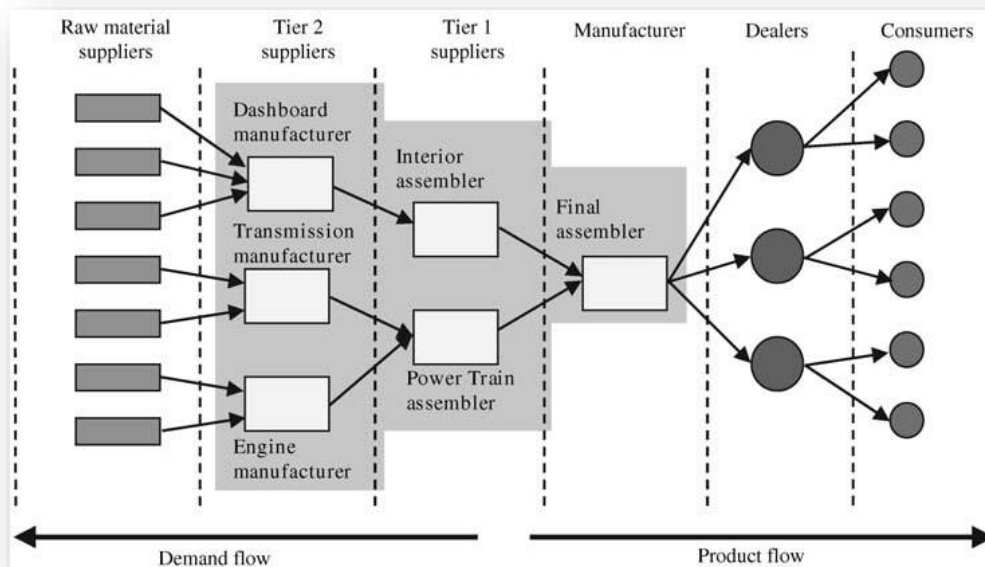 Raw material
suppliers
Tier 2
suppliers
Tier 1
suppliers
Manufacturer
Dealers
Consumers
Dashboard
manufacturer
Interior
assembler
Transmission
manufacturer
Final
assembler
Power Train
assembler
Engine
manufacturer
Demand flow
Product flow